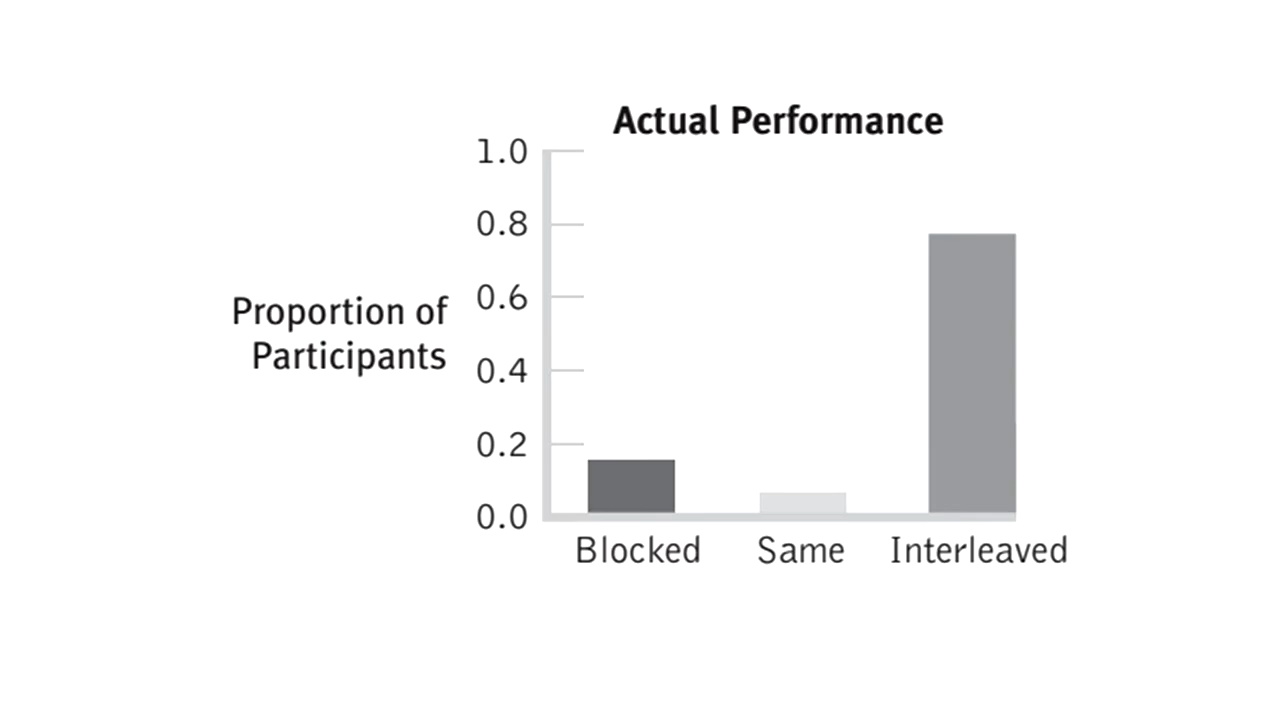 Actual Performance
1.0
0.8
0.6
0.4
0.2
0.0
Proportion of
Participants
Blocked
Same
Interleaved